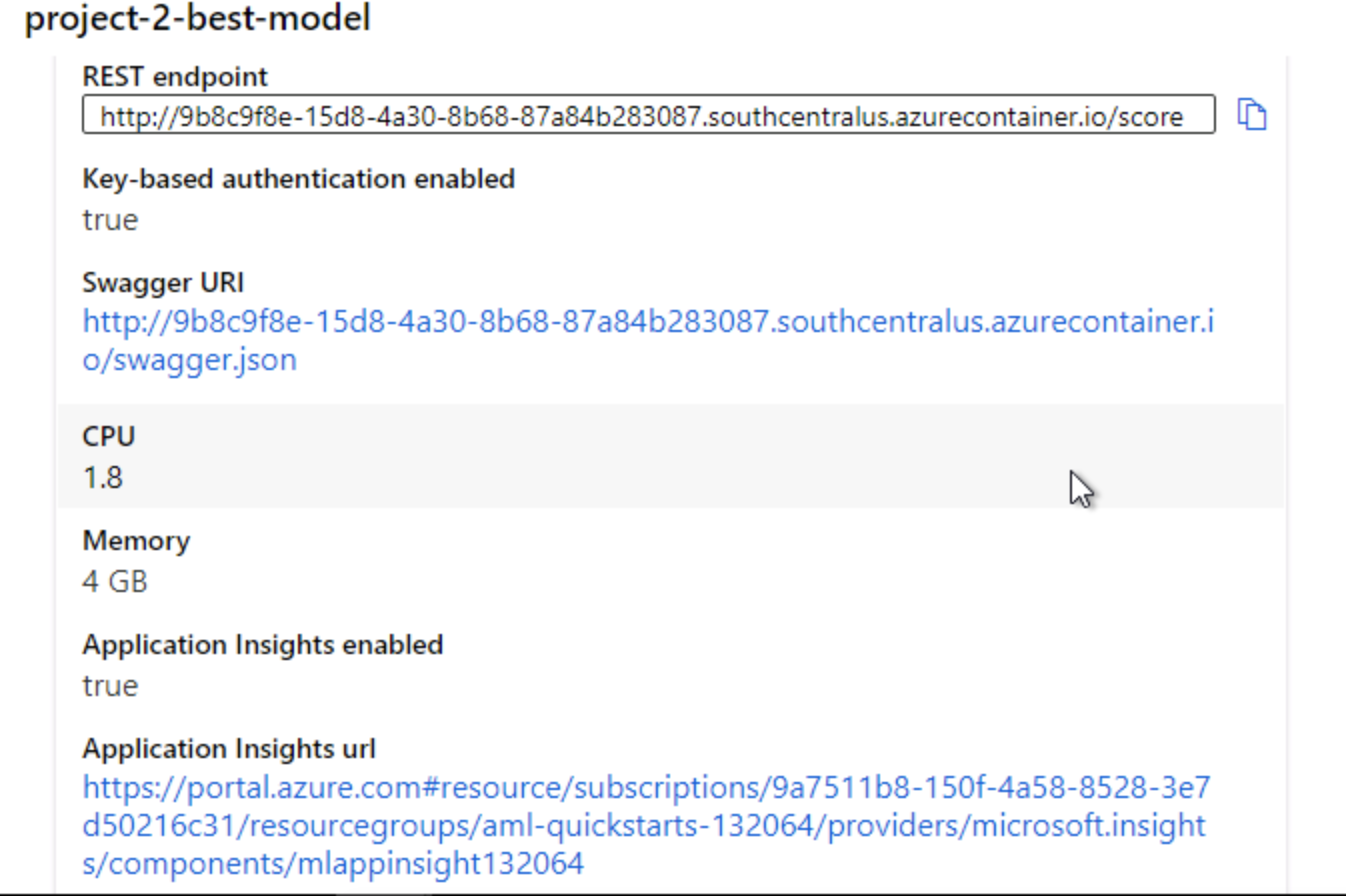 project-2-best-model
REST endpoint
http://9b8c9f8e-15d8-4a30-8b68-87a84b283087.southcentralus.azurecontainer.io/score
Key-based authentication enabled
true
Swagger URI
http://9b8c9f8e-15d8-4a30-8b68-87a84b283087.southcentralus.azurecontainer.i
o/swagger.json
CPU
1.8
Memory
4 GB
Application Insights enabled
true
Application Insights url
https://portal.azure.com#resource/subscriptions/9a7511b8-150f-4a58-8528-3e7
d50216c31/resourcegroups/aml-quickstarts-132064/providers/microsoft.insight
s/components/mlappinsight132064